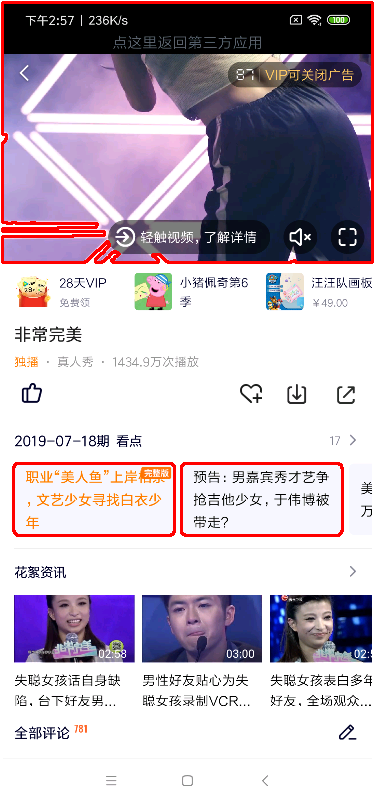 下午2:57 | 236K/s
100
点这里返回第三方应用
87 VIP可关闭广告
轻触视频，了解详情
28天VIP
免费领
小猪佩奇第6季
汪汪队画板
￥49.00
非常完美
独播 · 真人秀 · 1434.9万次播放
2019-07-18期 看点
17
职业“美人鱼”上岸相亲
完整版
，文艺少女寻找白衣少
年
预告：男嘉宾秀才艺争
抢吉他少女，于伟博被
带走？
美
万
花絮资讯
02:58
03:00
失聪女孩话自身缺
陷，台下好友男...
男性好友贴心为失
聪女孩录制VCR...
失聪女孩表白多年
好友，全场观众...
全部评论 781